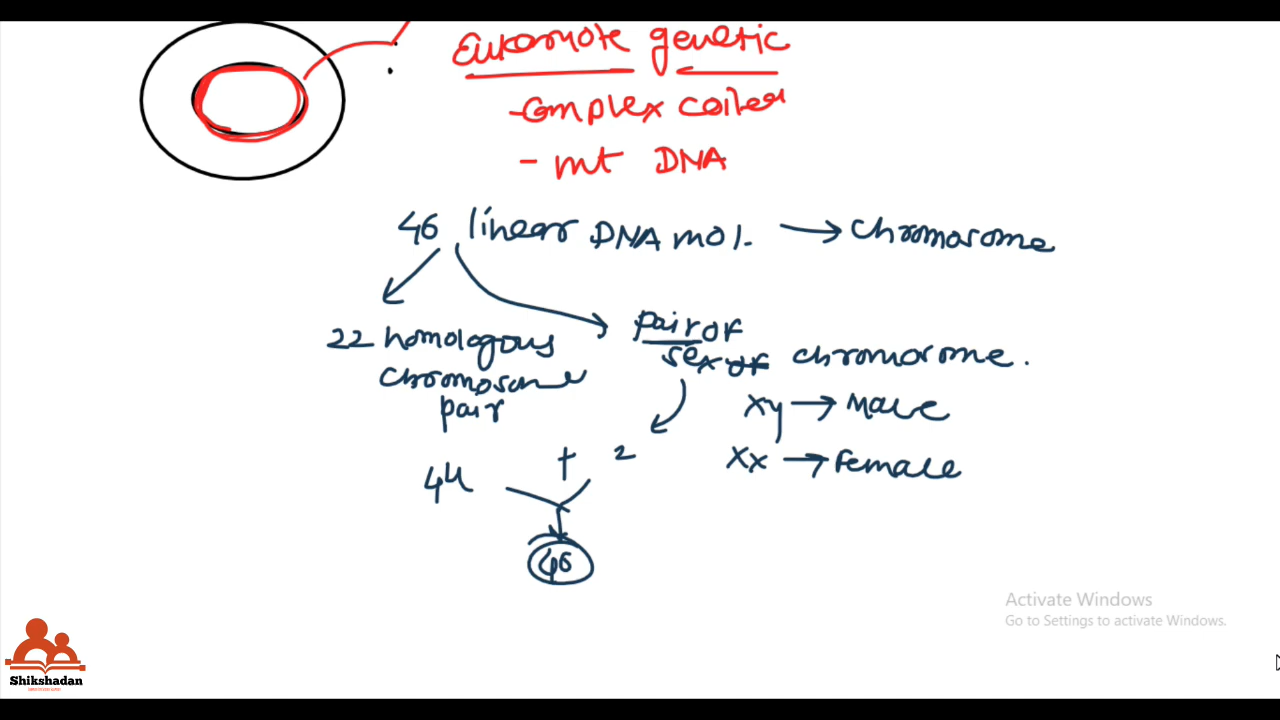 Eukaryote genetic
- Complex coiled
- mt DNA
46 linear DNA mol. → Chromosome
22 homologous chromosome pair
pair of sex of chromosome.
xy → Male
Xx → Female
44 + 2
46
Activate Windows
Go to Settings to activate Windows.
Shikshadan